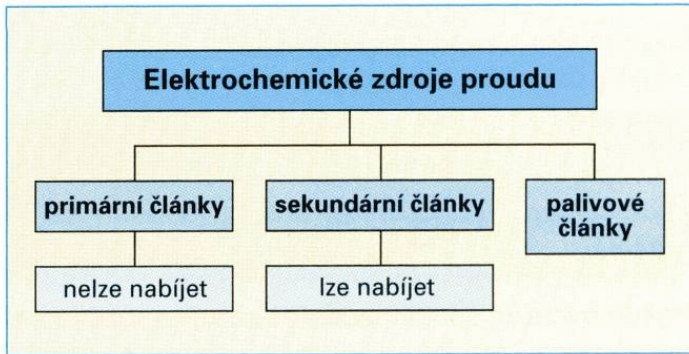 Elektrochemické zdroje proudu
primární články
sekundární články
palivové
články
nelze nabíjet
lze nabíjet